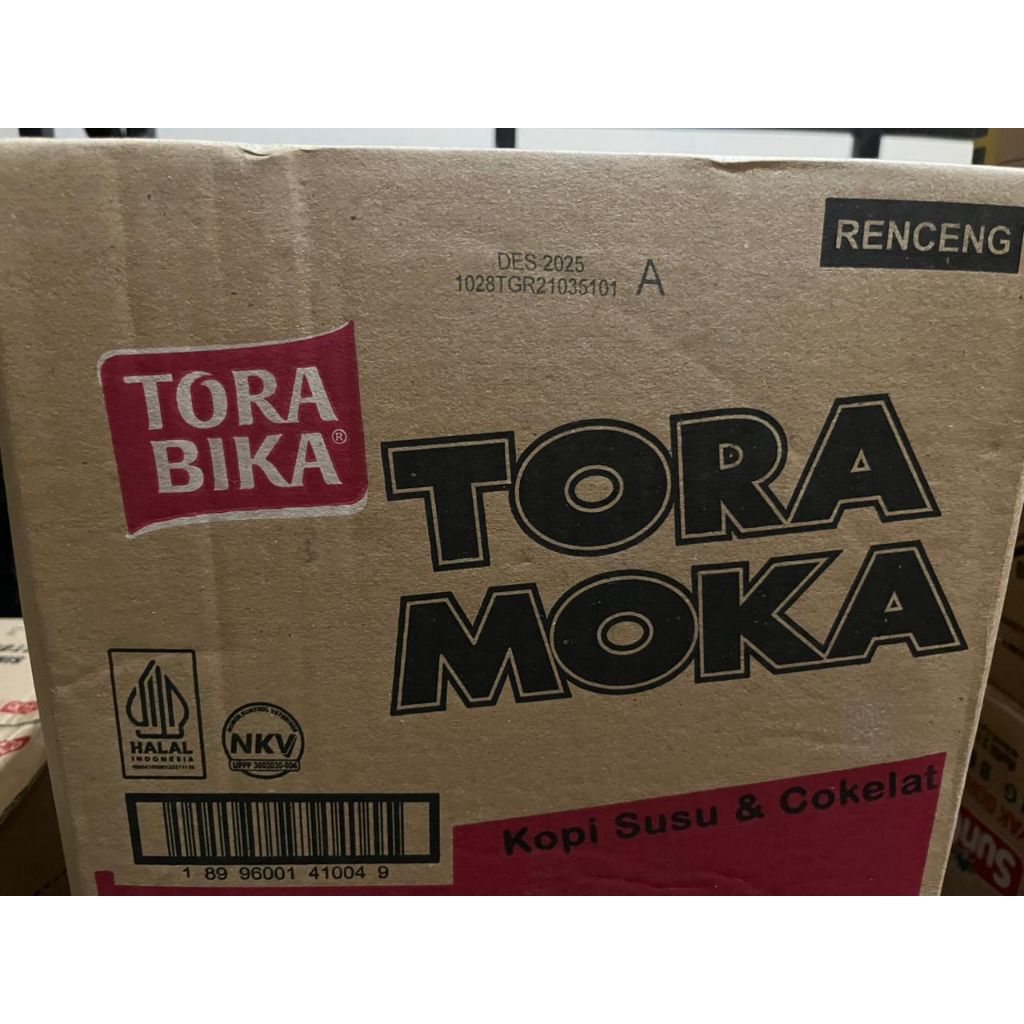 RENCENG
DES 2025
1028TGR21035101 A
TORA
BIKA®
TORA
MOKA
HALAL
INDONESIA
NKV
Kopi Susu & Cokelat
1 89 96001 41004 9
Sun